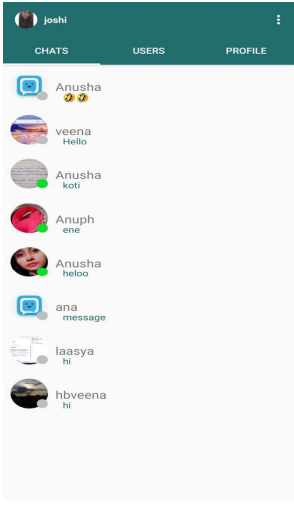 joshi
CHATS USERS PROFILE
Anusha
🤣🤣
veena
Hello
Anusha
koti
Anuph
ene
Anusha
heloo
ana
message
laasya
hi
hbveena
hi